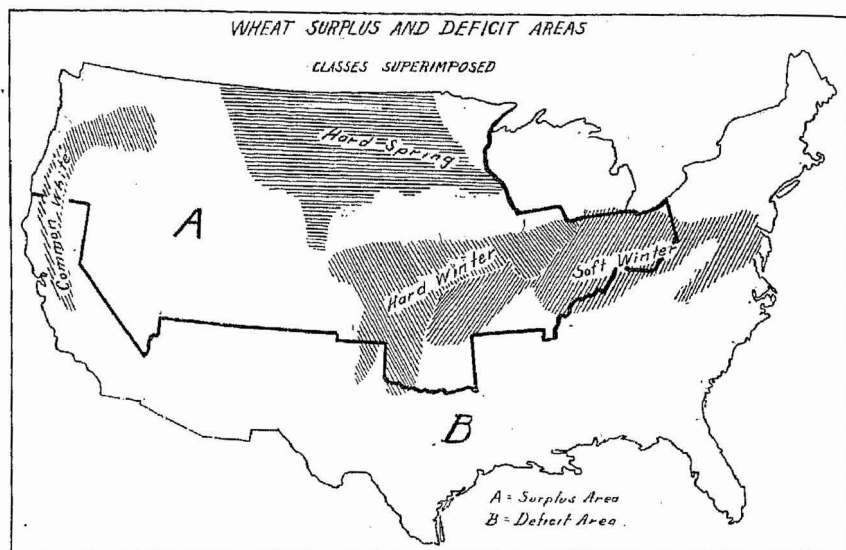 WHEAT SURPLUS AND DEFICIT AREAS
CLASSES SUPERIMPOSED
Hard=Spring
Common White
A
Hard Winter
Soft Winter
B
A = Surplus Area
B = Deficit Area